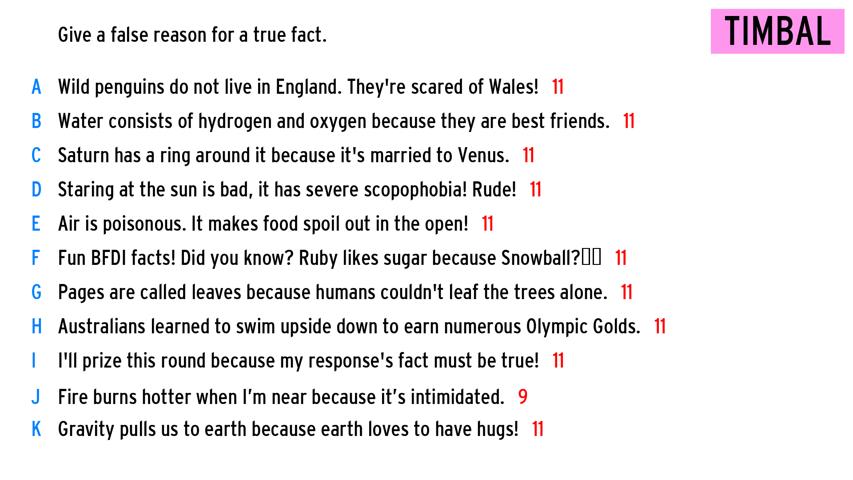 Give a false reason for a true fact.
TIMBAL
A Wild penguins do not live in England. They're scared of Wales! 11
B Water consists of hydrogen and oxygen because they are best friends. 11
C Saturn has a ring around it because it's married to Venus. 11
D Staring at the sun is bad, it has severe scopophobia! Rude! 11
E Air is poisonous. It makes food spoil out in the open! 11
F Fun BFDI facts! Did you know? Ruby likes sugar because Snowball?▯▯ 11
G Pages are called leaves because humans couldn't leaf the trees alone. 11
H Australians learned to swim upside down to earn numerous Olympic Golds. 11
I I'll prize this round because my response's fact must be true! 11
J Fire burns hotter when I’m near because it’s intimidated. 9
K Gravity pulls us to earth because earth loves to have hugs! 11